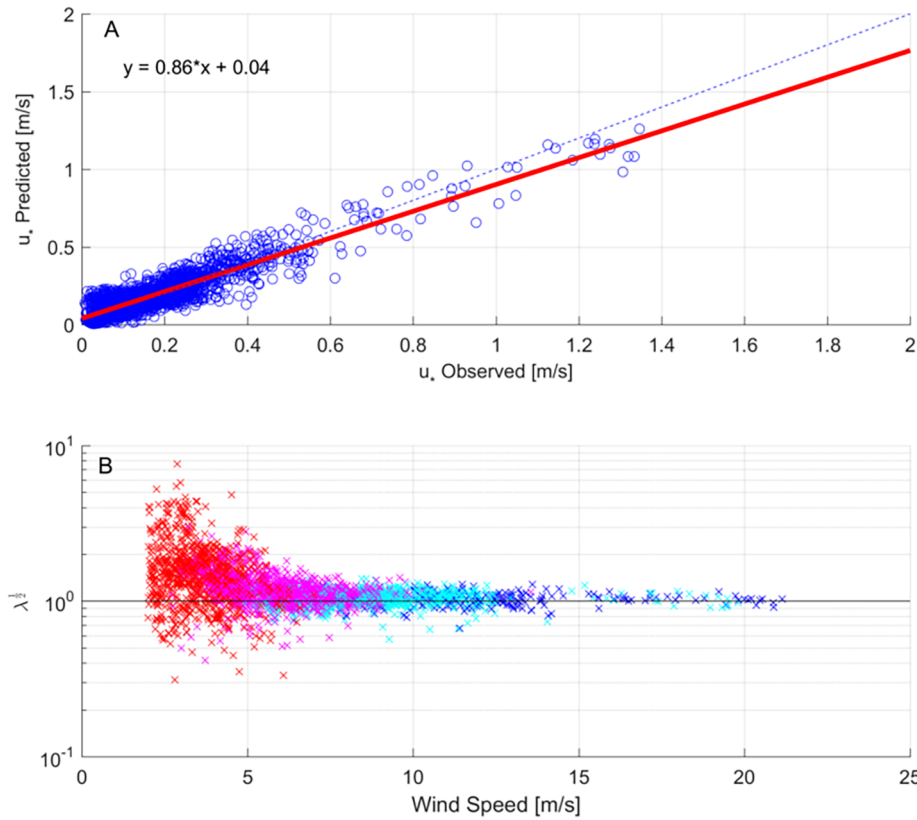 A
y = 0.86*x + 0.04
u* Predicted [m/s]
2
1.5
1
0.5
0
0 0.2 0.4 0.6 0.8 1 1.2 1.4 1.6 1.8 2
u* Observed [m/s]
B
λ^½
10^1
10^0
10^-1
0 5 10 15 20 25
Wind Speed [m/s]